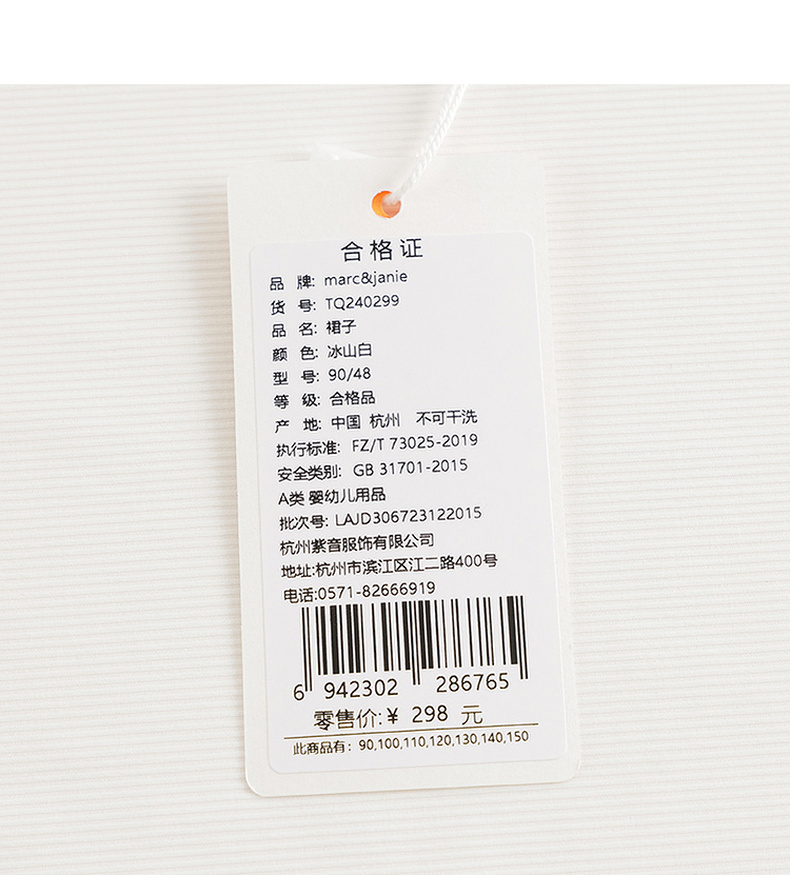 合格证
品 牌: marc&janie
货 号: TQ240299
品 名: 裙子
颜 色: 冰山白
型 号: 90/48
等 级: 合格品
产 地: 中国 杭州 不可干洗
执行标准: FZ/T 73025-2019
安全类别: GB 31701-2015
A类 婴幼儿用品
批次号: LAJD306723122015
杭州紫音服饰有限公司
地址:杭州市滨江区江二路400号
电话:0571-82666919
6 942302 286765
零售价:¥ 298 元
此商品有: 90,100,110,120,130,140,150